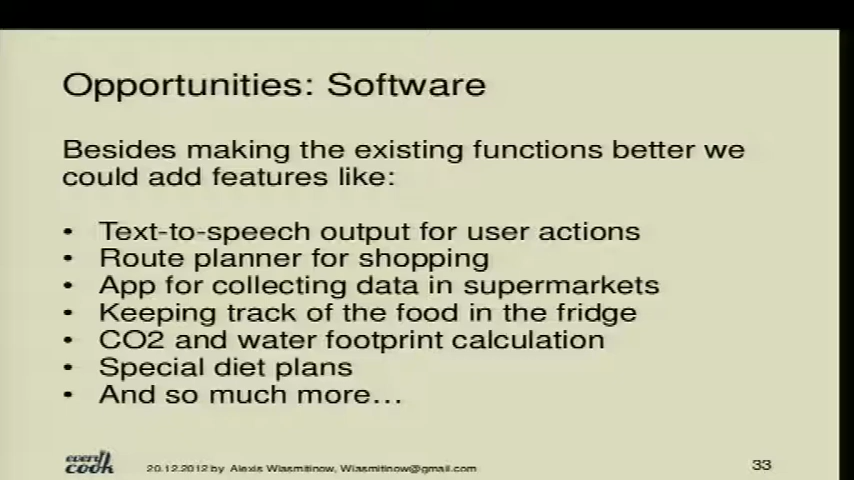 Opportunities: Software
Besides making the existing functions better we
could add features like:
• Text-to-speech output for user actions
• Route planner for shopping
• App for collecting data in supermarkets
• Keeping track of the food in the fridge
• CO2 and water footprint calculation
• Special diet plans
• And so much more...
every
cook
20.12.2012 by Alexis Wiasmitinow, Wiasmitinow@gmail.com
33